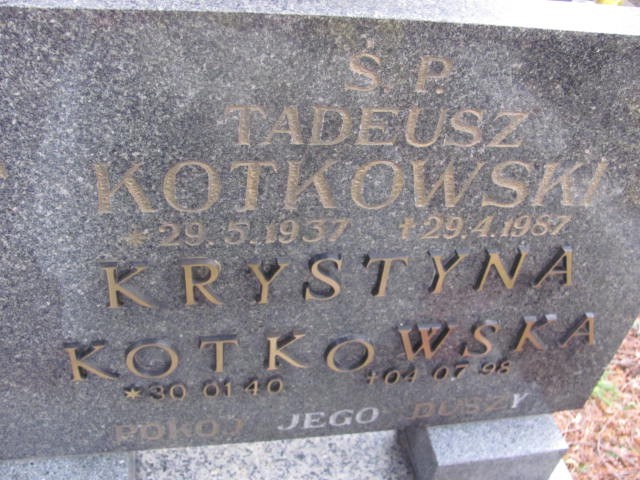 Ś. P.
TADEUSZ
KOTKOWSKI
*29.5.1937 †29.4.1987
KRYSTYNA
KOTKOWSKA
*30 01 40 †04 07 98
POKÓJ JEGO DUSZY